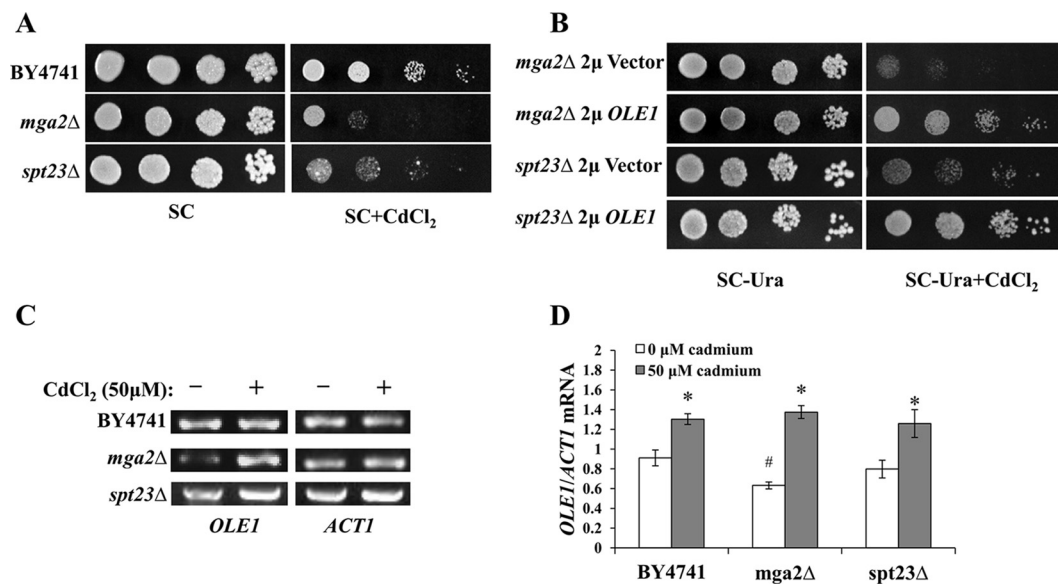 A
BY4741
mga2Δ
spt23Δ
SC
SC+CdCl₂
B
mga2Δ 2μ Vector
mga2Δ 2μ OLE1
spt23Δ 2μ Vector
spt23Δ 2μ OLE1
SC-Ura
SC-Ura+CdCl₂
C
CdCl₂ (50μM): − + − +
BY4741
mga2Δ
spt23Δ
OLE1
ACT1
D
0 μM cadmium
50 μM cadmium
OLE1/ACT1 mRNA
2
1.8
1.6
1.4
1.2
1
0.8
0.6
0.4
0.2
0
*
#
*
*
BY4741
mga2Δ
spt23Δ